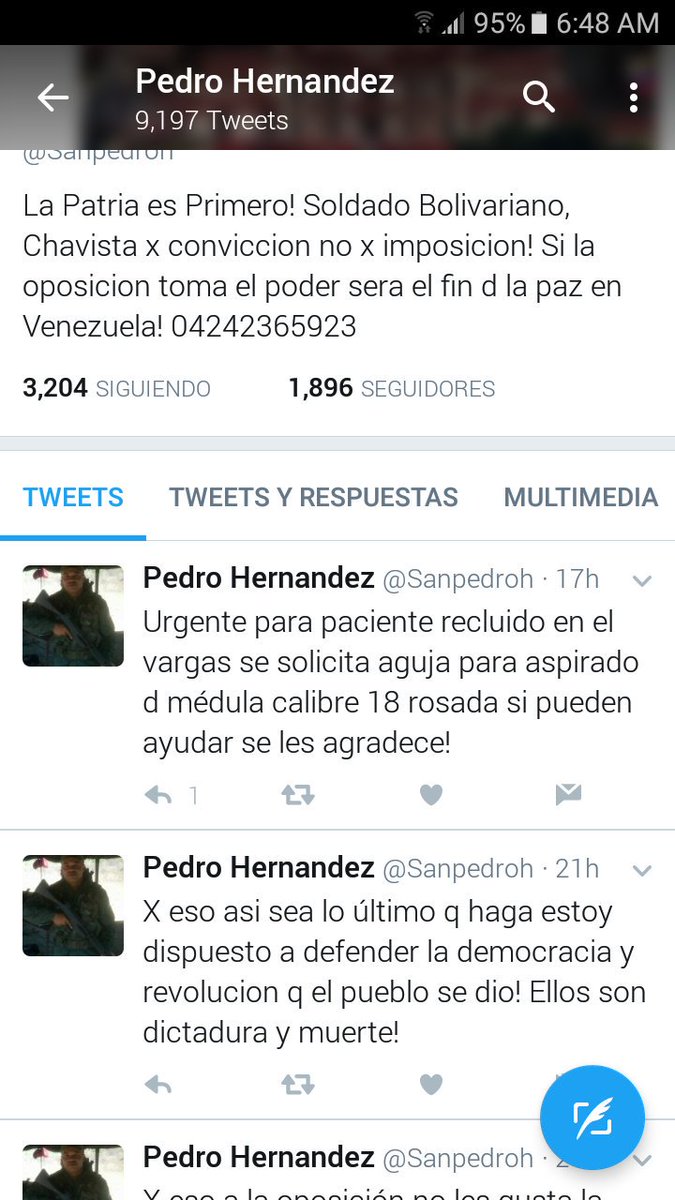 95% 6:48 AM
Pedro Hernandez
9,197 Tweets
@Sanpedroh
La Patria es Primero! Soldado Bolivariano,
Chavista x conviccion no x imposicion! Si la
oposicion toma el poder sera el fin d la paz en
Venezuela! 04242365923
3,204 SIGUIENDO 1,896 SEGUIDORES
TWEETS TWEETS Y RESPUESTAS MULTIMEDIA
Pedro Hernandez @Sanpedroh · 17h
Urgente para paciente recluido en el
vargas se solicita aguja para aspirado
d médula calibre 18 rosada si pueden
ayudar se les agradece!
1
Pedro Hernandez @Sanpedroh · 21h
X eso asi sea lo último q haga estoy
dispuesto a defender la democracia y
revolucion q el pueblo se dio! Ellos son
dictadura y muerte!
Pedro Hernandez @Sanpedroh ·
X eso a la oposición no les gusta la